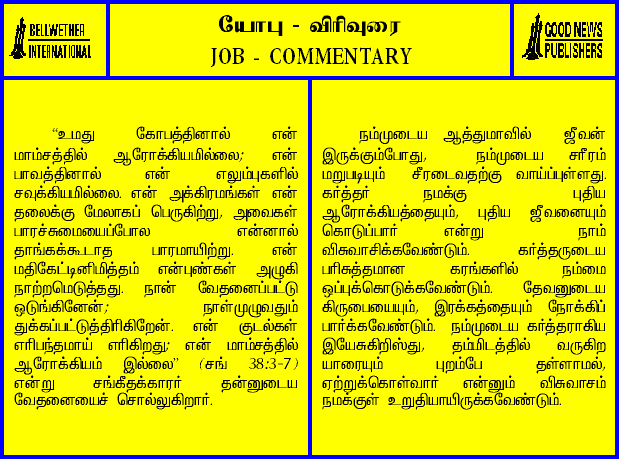 BELLWETHER
INTERNATIONAL
யோபு - விரிவுரை
JOB - COMMENTARY
GOOD NEWS
PUBLISHERS
“உமது கோபத்தினால் என்
மாம்சத்தில் ஆரோக்கியமில்லை; என்
பாவத்தினால் என் எலும்புகளில்
சவுக்கியமில்லை. என் அக்கிரமங்கள் என்
தலைக்கு மேலாகப் பெருகிற்று, அவைகள்
பாரச்சுமையைப்போல என்னால்
தாங்கக்கூடாத பாரமாயிற்று. என்
மதிகேட்டினிமித்தம் என்புண்கள் அழுகி
நாற்றமெடுத்தது. நான் வேதனைப்பட்டு
ஒடுங்கினேன்; நாள்முழுவதும்
துக்கப்பட்டுத்திரிகிறேன். என் குடல்கள்
எரிபந்தமாய் எரிகிறது; என் மாம்சத்தில்
ஆரோக்கியம் இல்லை” (சங் 38:3-7)
என்று சங்கீதக்காரர் தன்னுடைய
வேதனையைச் சொல்லுகிறார்.
நம்முடைய ஆத்துமாவில் ஜீவன்
இருக்கும்போது, நம்முடைய சரீரம்
மறுபடியும் சீரடைவதற்கு வாய்ப்புள்ளது.
கர்த்தர் நமக்கு புதிய
ஆரோக்கியத்தையும், புதிய ஜீவனையும்
கொடுப்பார் என்று நாம்
விசுவாசிக்கவேண்டும். கர்த்தருடைய
பரிசுத்தமான கரங்களில் நம்மை
ஒப்புக்கொடுக்கவேண்டும். தேவனுடைய
கிருபையையும், இரக்கத்தையும் நோக்கிப்
பார்க்கவேண்டும். நம்முடைய கர்த்தராகிய
இயேசுகிறிஸ்து, தம்மிடத்தில் வருகிற
யாரையும் புறம்பே தள்ளாமல்,
ஏற்றுக்கொள்வார் என்னும் விசுவாசம்
நமக்குள் உறுதியாயிருக்கவேண்டும்.